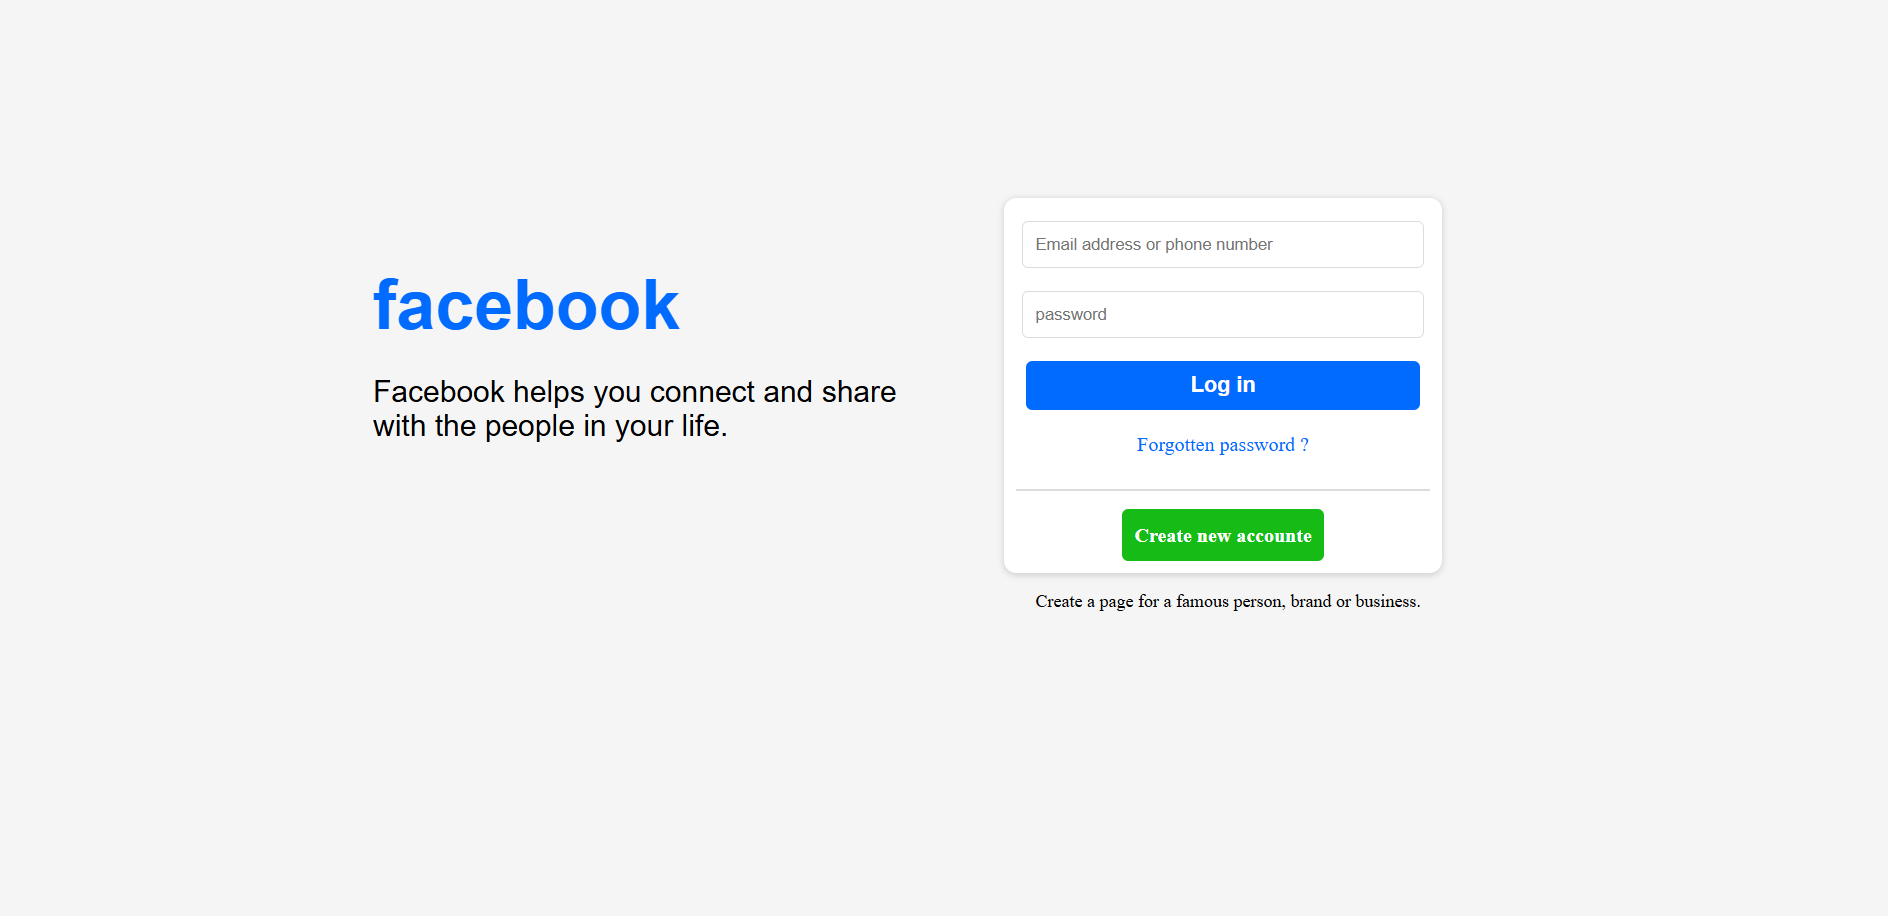 facebook
Facebook helps you connect and share
with the people in your life.
Email address or phone number
password
Log in
Forgotten password ?
Create new accounte
Create a page for a famous person, brand or business.